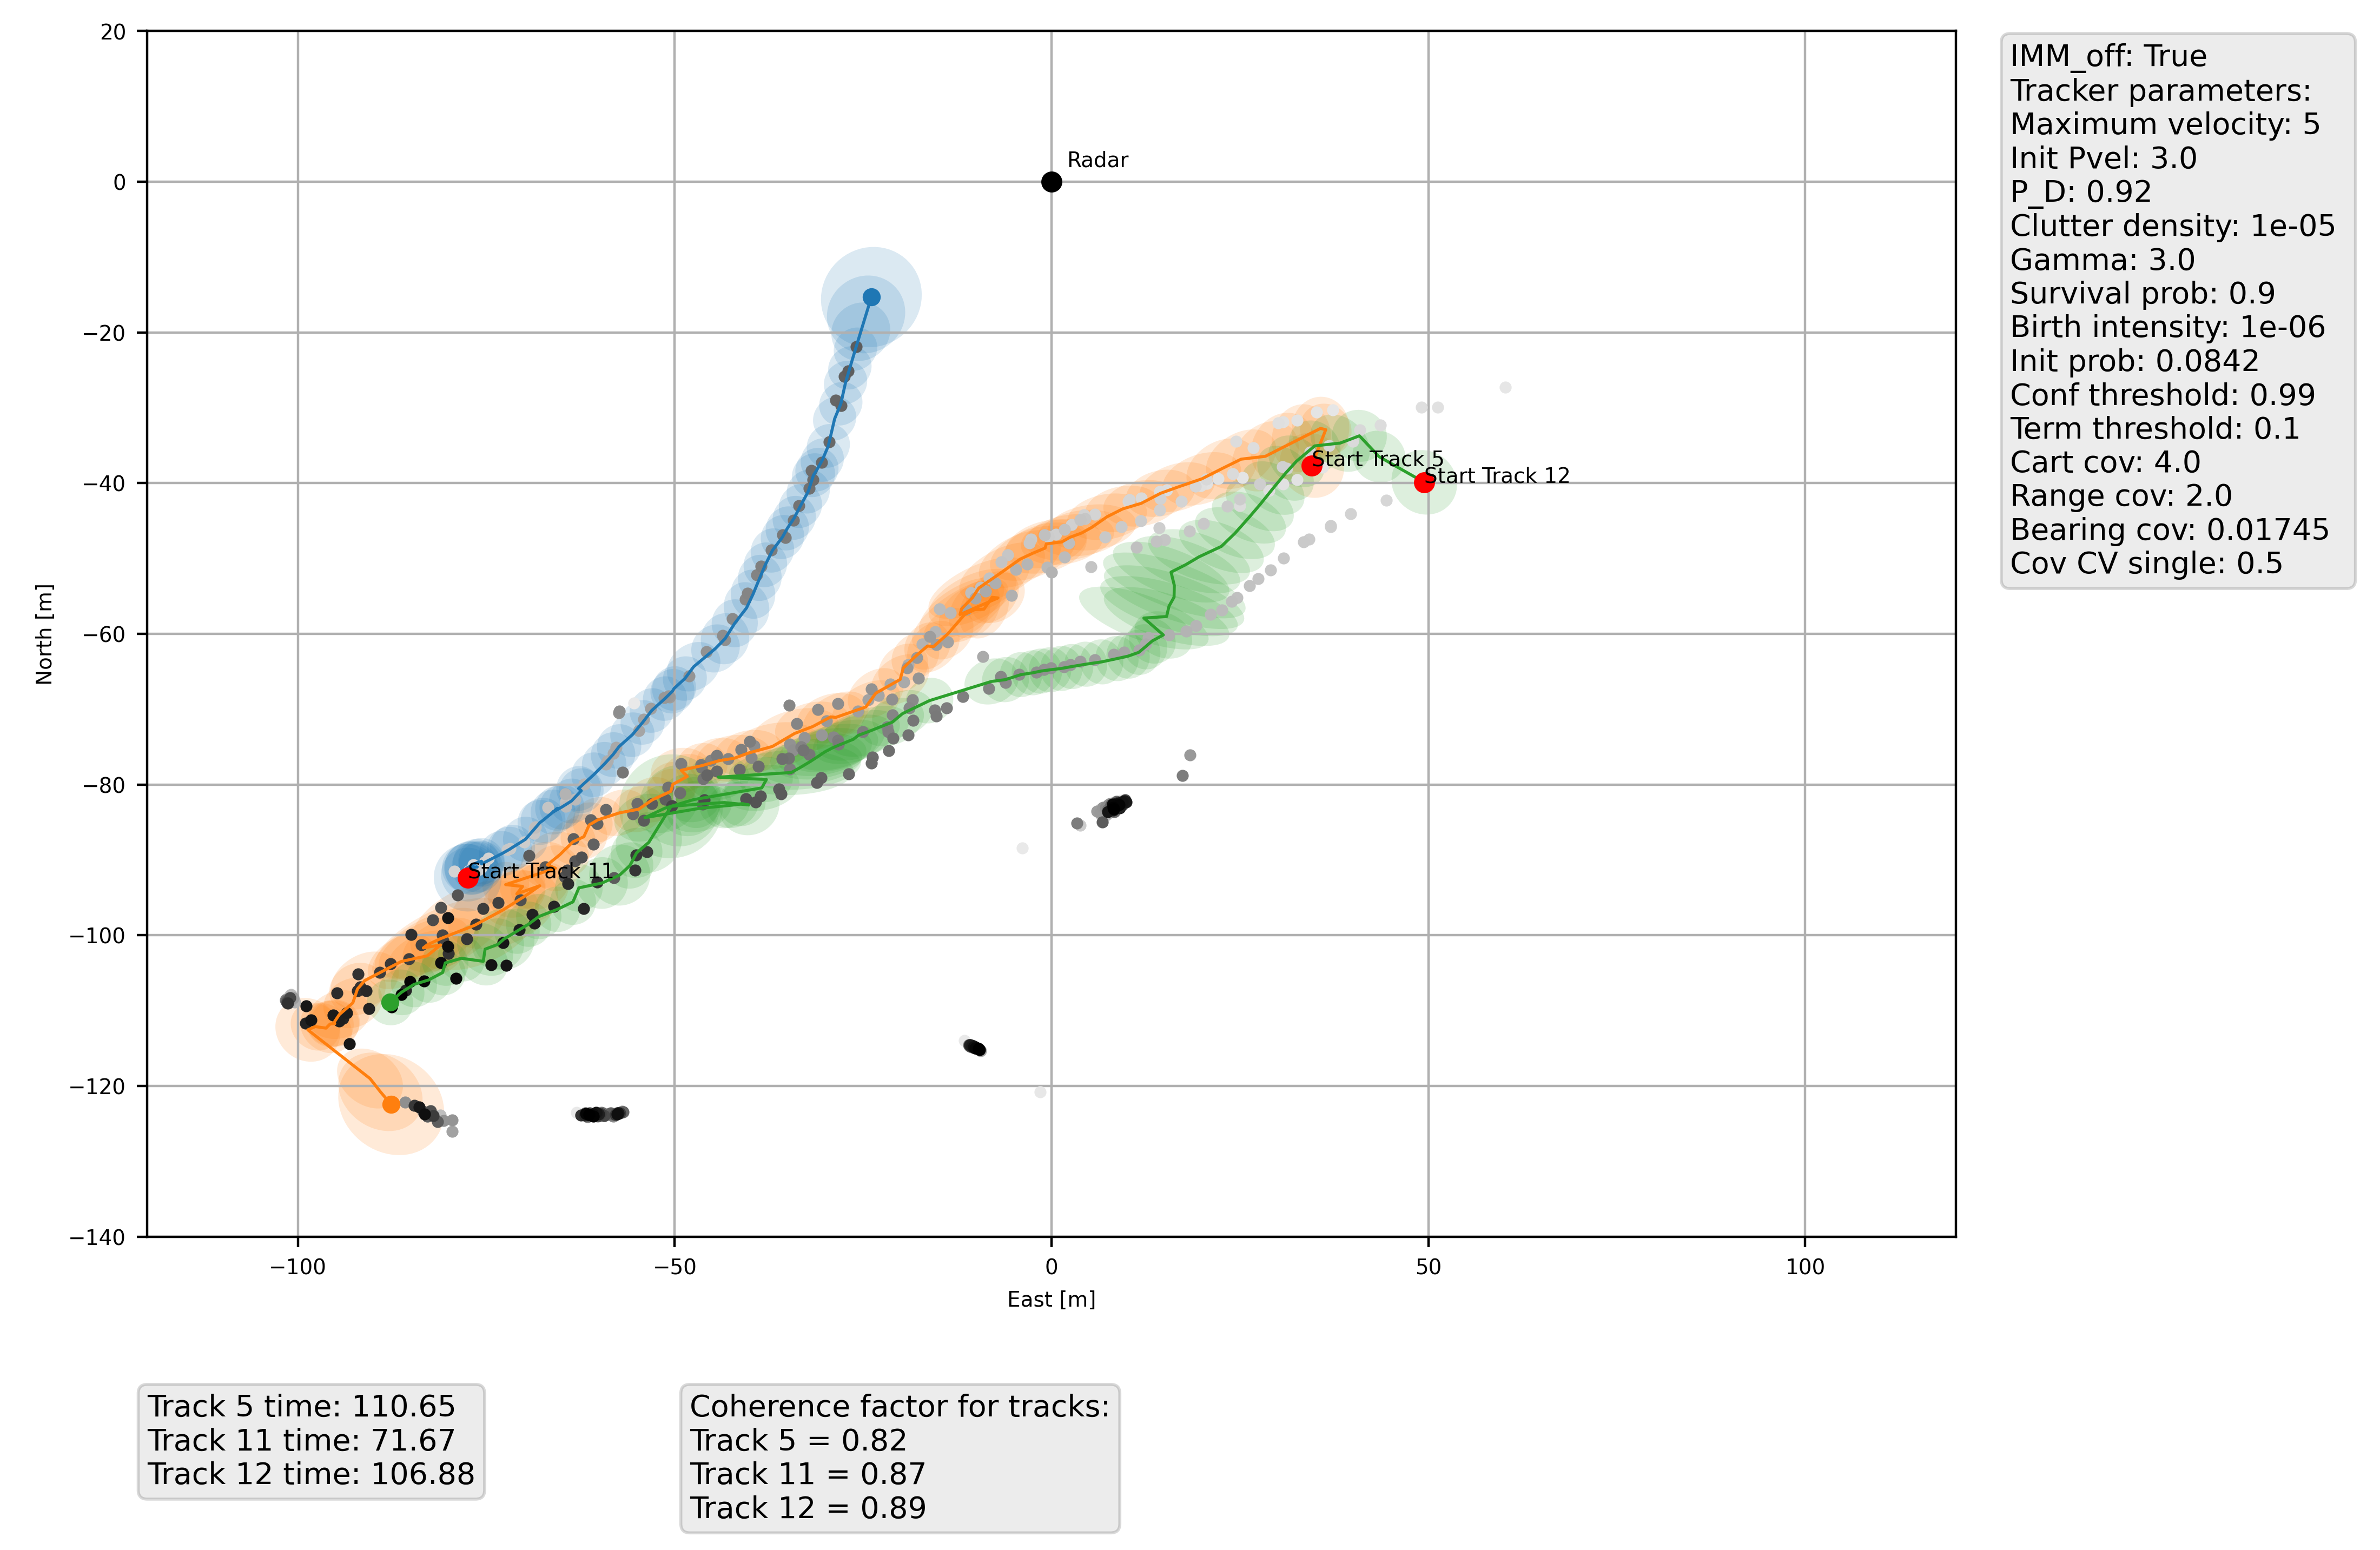 20
0
−20
−40
−60
−80
−100
−120
−140
North [m]
−100
−50
0
50
100
East [m]
Radar
Start Track 5
Start Track 12
Start Track 11
IMM_off: True
Tracker parameters:
Maximum velocity: 5
Init Pvel: 3.0
P_D: 0.92
Clutter density: 1e-05
Gamma: 3.0
Survival prob: 0.9
Birth intensity: 1e-06
Init prob: 0.0842
Conf threshold: 0.99
Term threshold: 0.1
Cart cov: 4.0
Range cov: 2.0
Bearing cov: 0.01745
Cov CV single: 0.5
Track 5 time: 110.65
Track 11 time: 71.67
Track 12 time: 106.88
Coherence factor for tracks:
Track 5 = 0.82
Track 11 = 0.87
Track 12 = 0.89